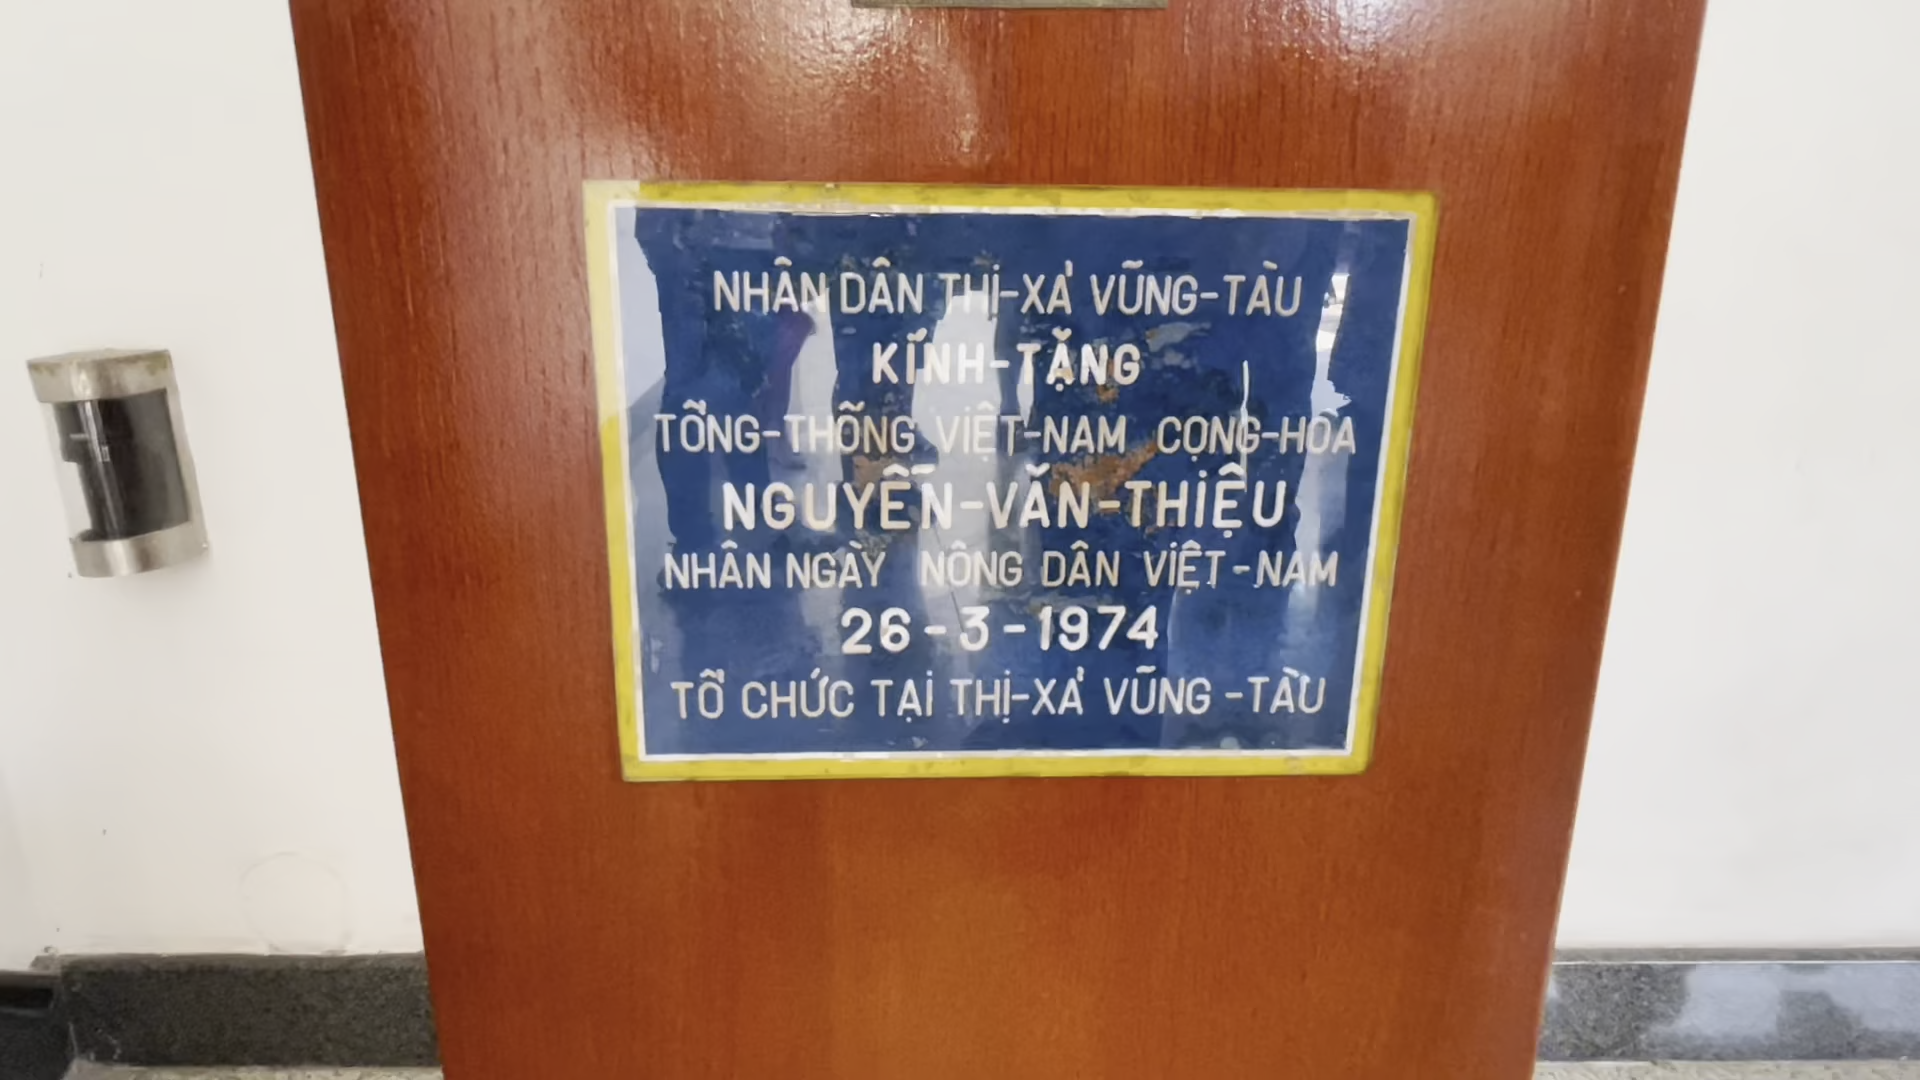 NHÂN DÂN THỊ-XẢ VŨNG-TÀU
KÍNH-TẶNG
TỔNG-THỐNG VIỆT-NAM CỘNG-HÒA
NGUYỄN-VĂN-THIỆU
NHÂN NGÀY NÔNG DÂN VIỆT-NAM
26-3-1974
TỔ CHỨC TẠI THỊ-XẢ VŨNG-TÀU